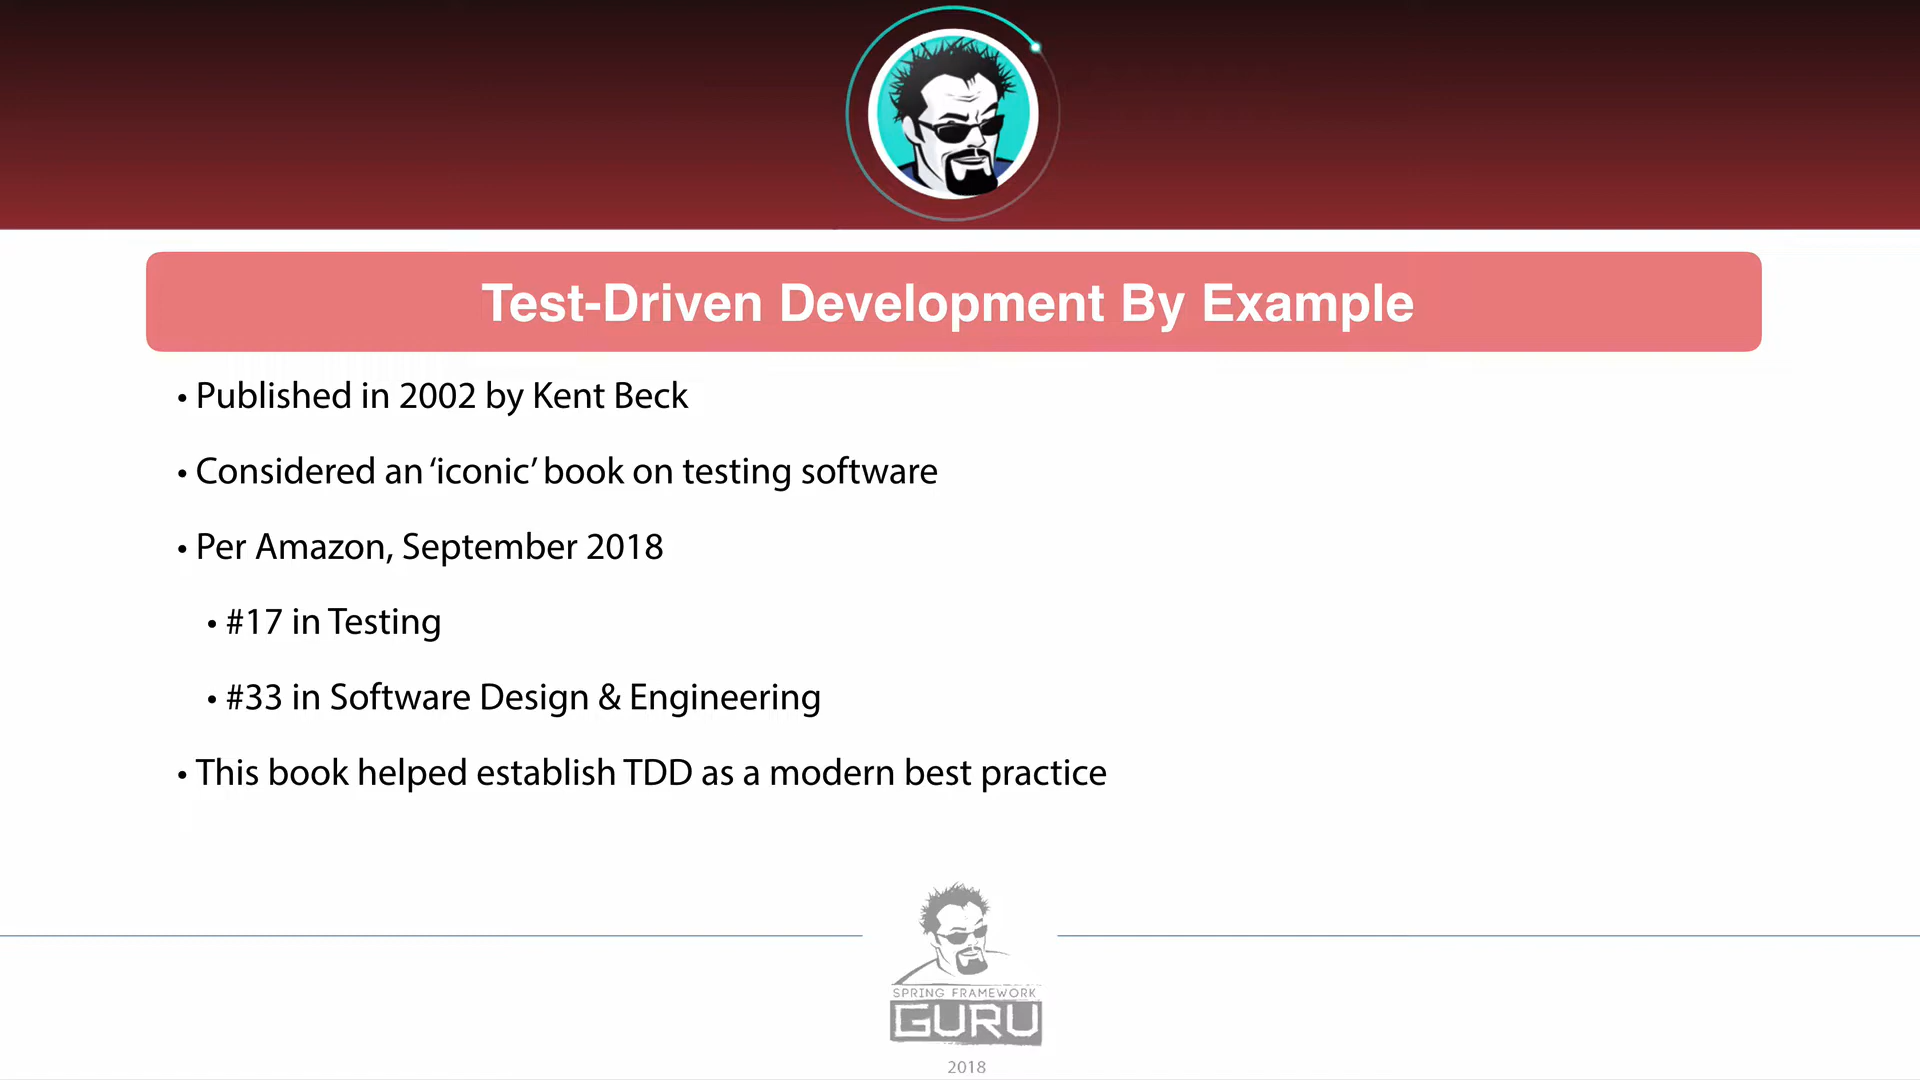 Test-Driven Development By Example
• Published in 2002 by Kent Beck
• Considered an ‘iconic’ book on testing software
• Per Amazon, September 2018
• #17 in Testing
• #33 in Software Design & Engineering
• This book helped establish TDD as a modern best practice
SPRING FRAMEWORK
GURU
2018